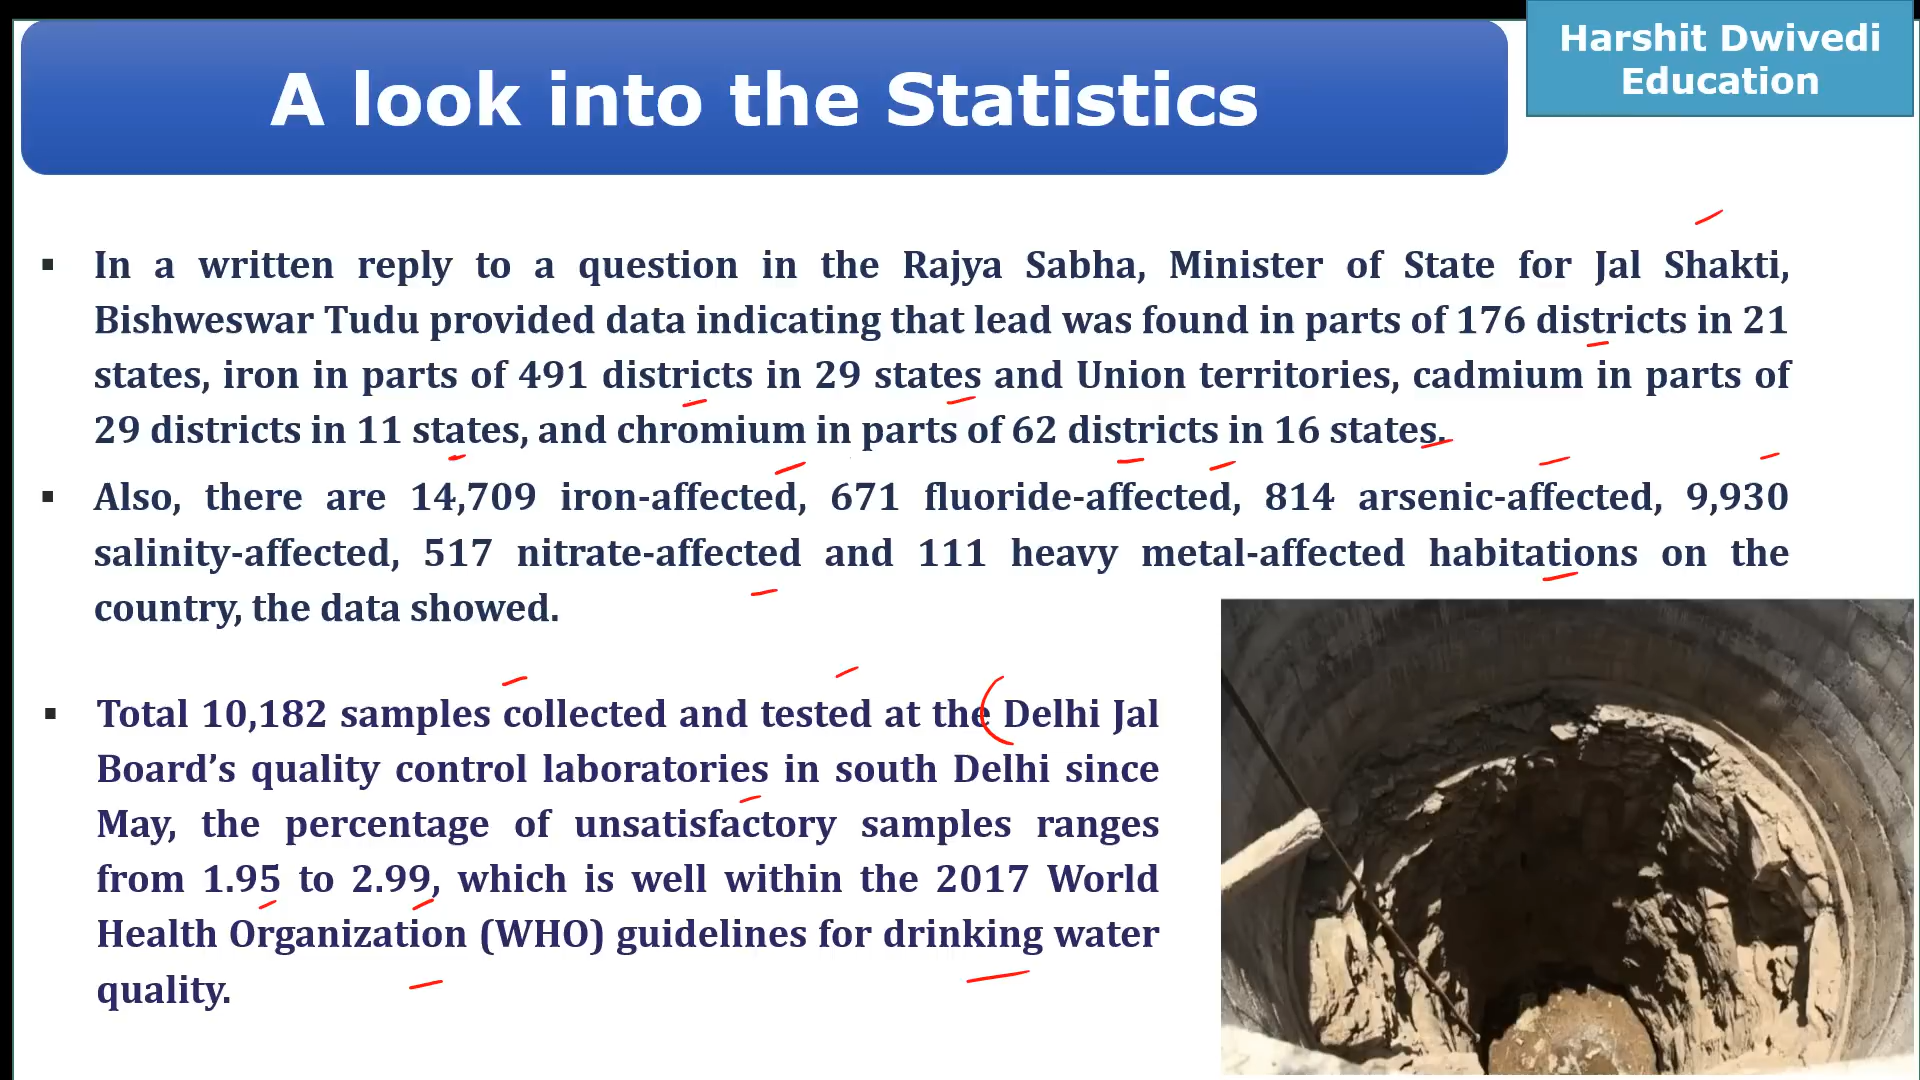 A look into the Statistics
Harshit Dwivedi
Education
▪ In a written reply to a question in the Rajya Sabha, Minister of State for Jal Shakti,
Bishweswar Tudu provided data indicating that lead was found in parts of 176 districts in 21
states, iron in parts of 491 districts in 29 states and Union territories, cadmium in parts of
29 districts in 11 states, and chromium in parts of 62 districts in 16 states.
▪ Also, there are 14,709 iron-affected, 671 fluoride-affected, 814 arsenic-affected, 9,930
salinity-affected, 517 nitrate-affected and 111 heavy metal-affected habitations on the
country, the data showed.
▪ Total 10,182 samples collected and tested at the Delhi Jal
Board’s quality control laboratories in south Delhi since
May, the percentage of unsatisfactory samples ranges
from 1.95 to 2.99, which is well within the 2017 World
Health Organization (WHO) guidelines for drinking water
quality.